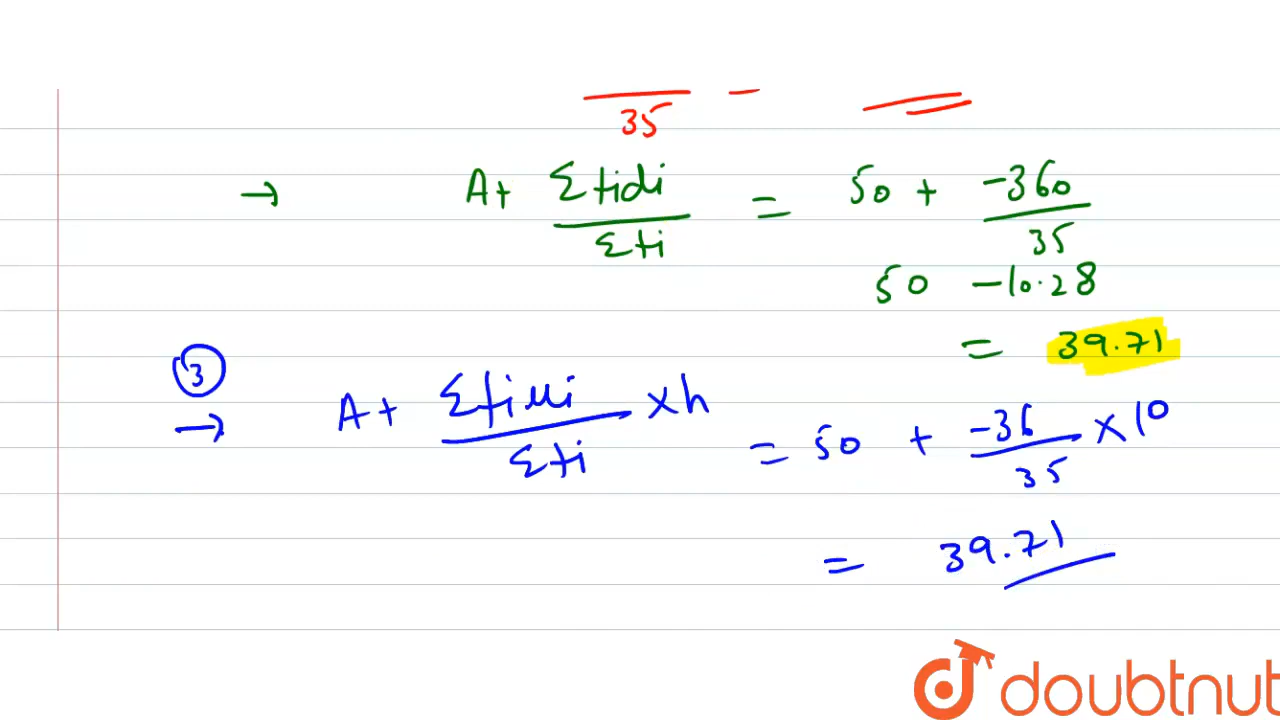 35
→ A+ Σfidi / Σfi = 50 + -360 / 35
50 -10.28
= 39.71
③
→ A+ Σfiui / Σfi ×h = 50 + -36 / 35 ×10
= 39.71
doubtnut